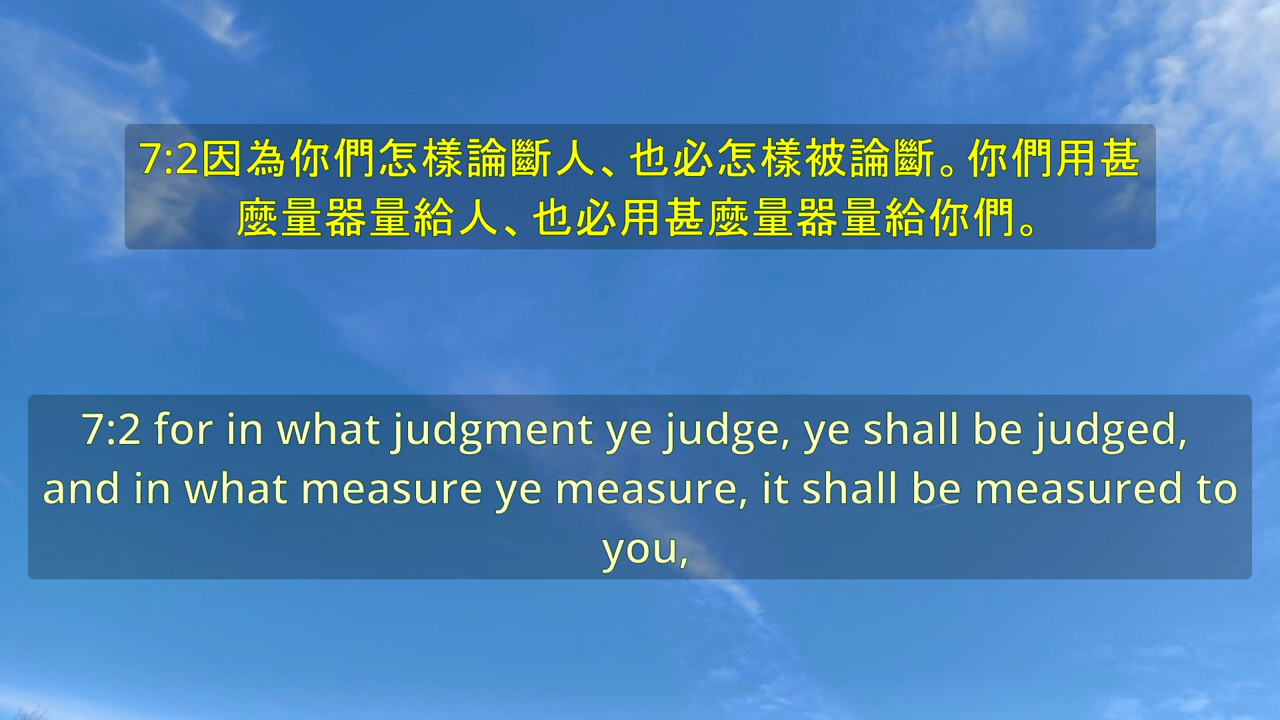 7:2因為你們怎樣論斷人、也必怎樣被論斷。你們用甚
麼量器量給人、也必用甚麼量器量給你們。
7:2 for in what judgment ye judge, ye shall be judged,
and in what measure ye measure, it shall be measured to
you,